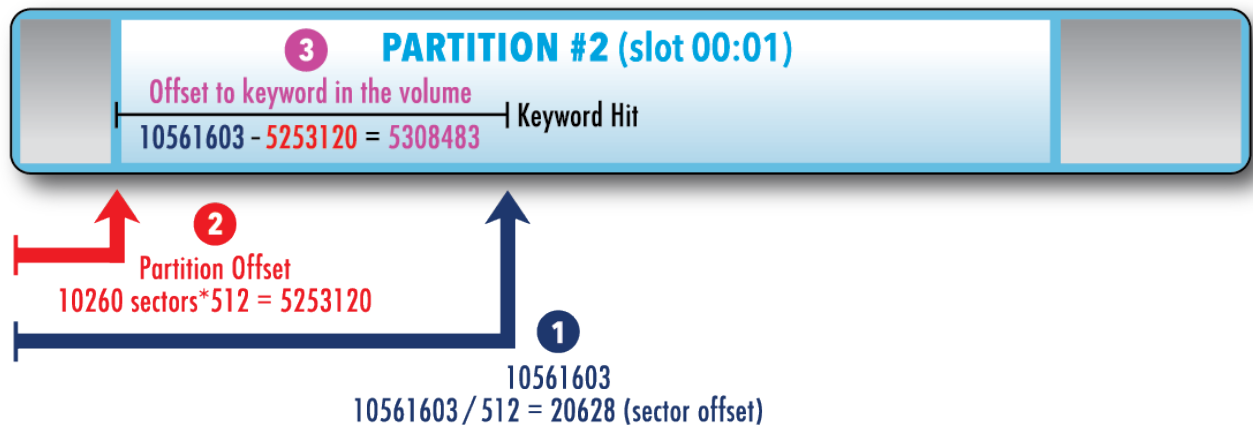 PARTITION #2 (slot 00:01)
3
Offset to keyword in the volume
Keyword Hit
10561603 - 5253120 = 5308483
2
Partition Offset
10260 sectors*512 = 5253120
1
10561603
10561603 / 512 = 20628 (sector offset)